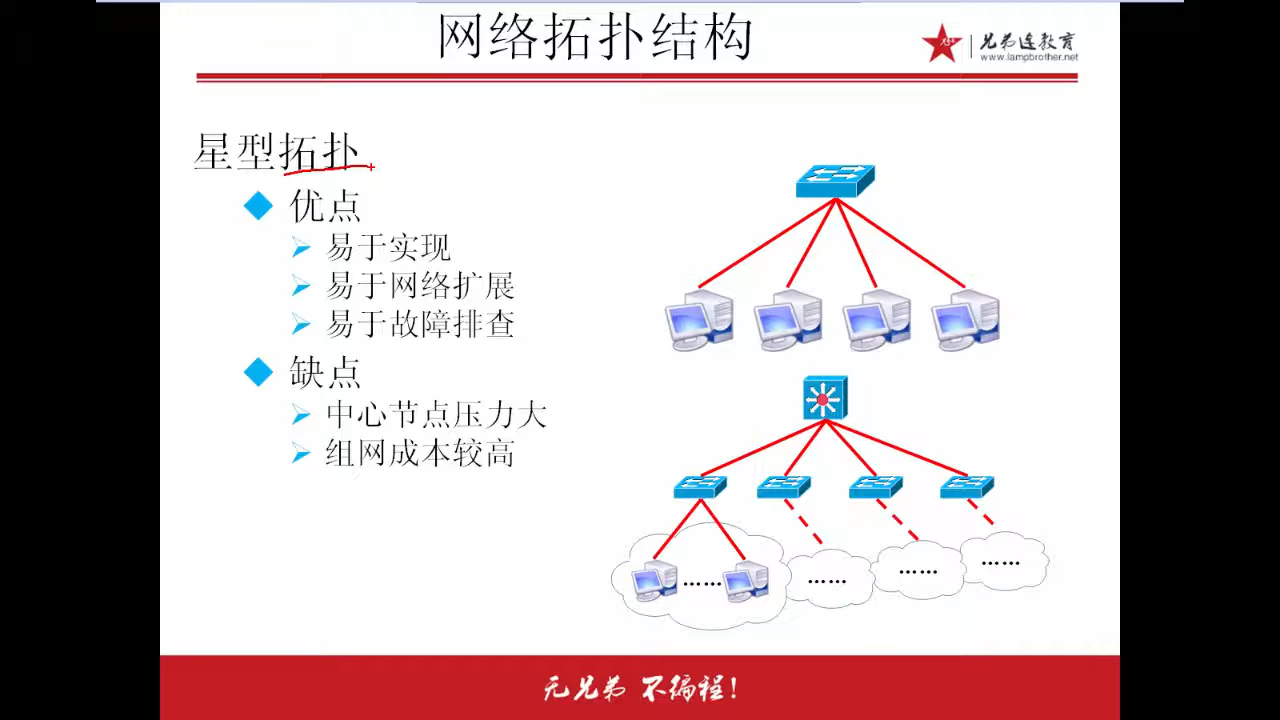 网络拓扑结构
兄弟连教育
www.lampbrother.net
星型拓扑
优点
易于实现
易于网络扩展
易于故障排查
缺点
中心节点压力大
组网成本较高
......
......
......
......
无兄弟 不编程!